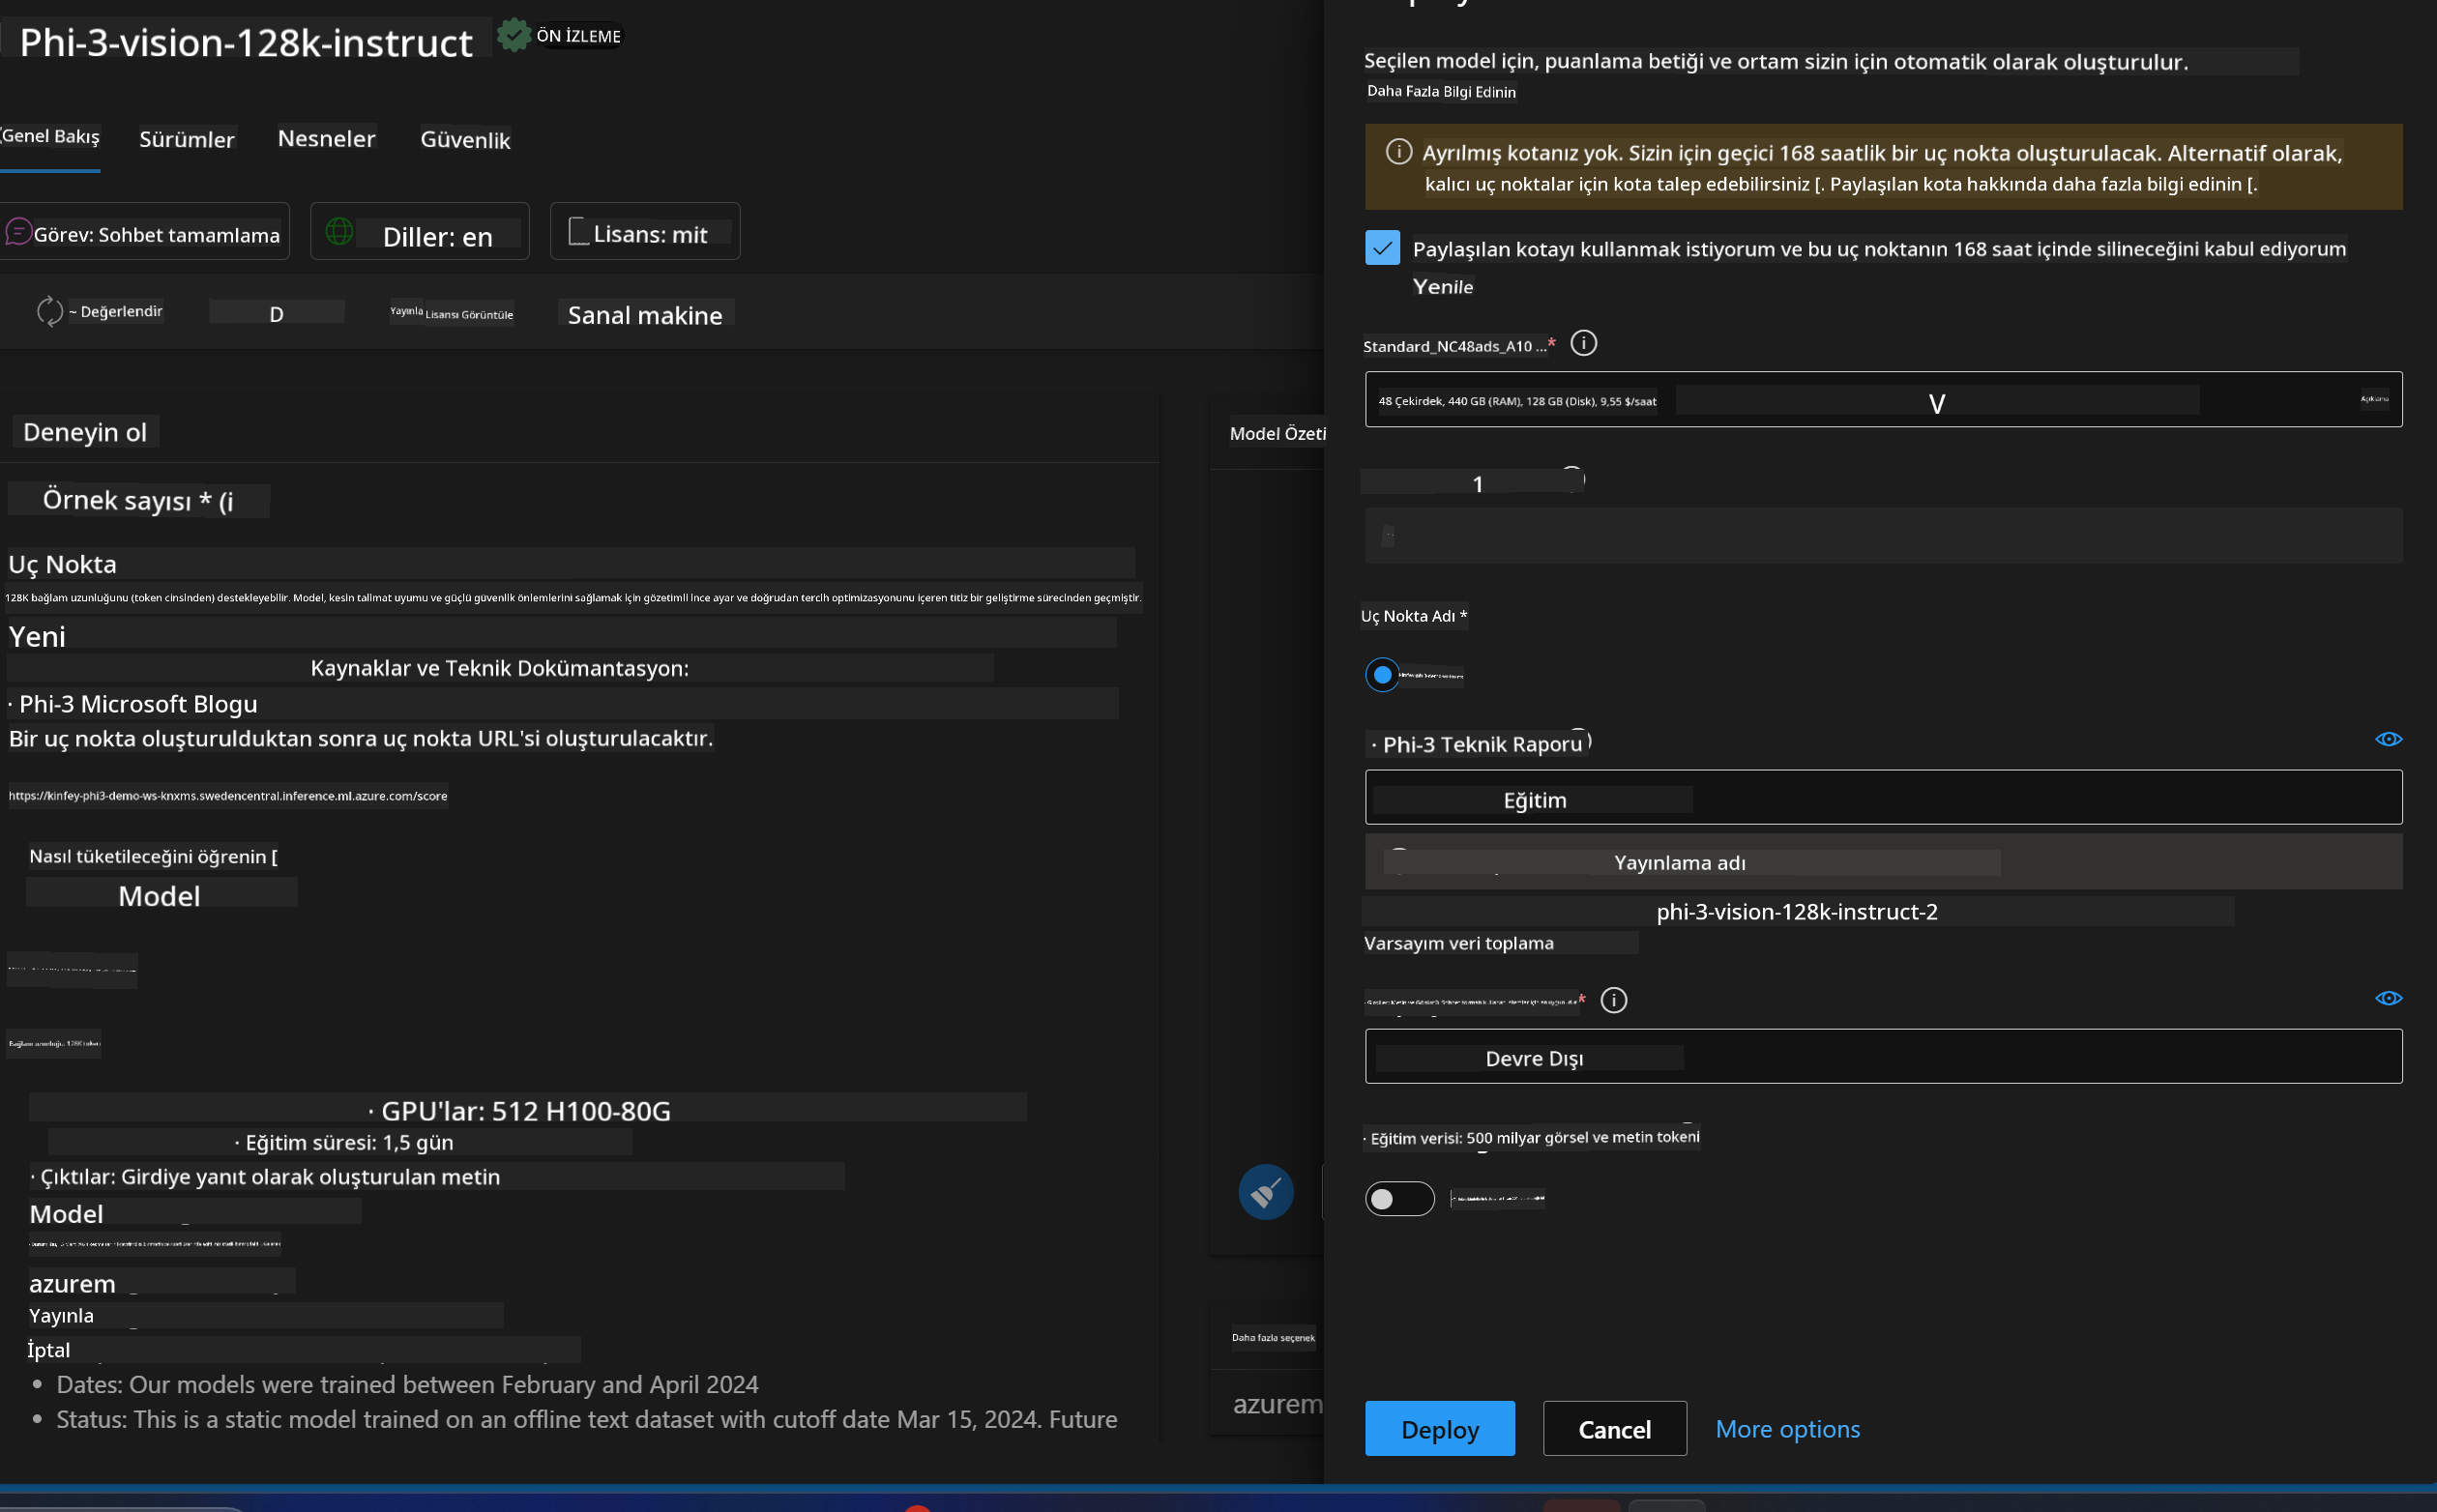 Phi-3-vision-128k-instruct
ÖN İZLEME
Genel Bakış
Sürümler
Nesneler
Güvenlik
Görev: Sohbet tamamlama
Diller: en
Lisans: mit
~ Değerlendir
D
Yayınla
Lisansı Görüntüle
Sanal makine
Deneyin ol
Örnek sayısı * (i
Uç Nokta
128K bağlam uzunluğunu (token cinsinden) destekleyebilir. Model, kesin talimat uyumu ve güçlü güvenlik önlemlerini sağlamak için gözetimli ince ayar ve doğrudan tercih optimizasyonunu içeren titiz bir geliştirme sürecinden geçmiştir.
Yeni
Kaynaklar ve Teknik Dokümantasyon:
· Phi-3 Microsoft Blogu
Bir uç nokta oluşturulduktan sonra uç nokta URL'si oluşturulacaktır.
https://kinfey-phi3-demo-ws-knxms.swedencentral.inference.ml.azure.com/score
Nasıl tüketileceğini öğrenin [
Model
Bağlam uzunluğu: 128K token
· GPU'lar: 512 H100-80G
· Eğitim süresi: 1,5 gün
· Çıktılar: Girdiye yanıt olarak oluşturulan metin
Model
azurem
Yayınla
İptal
• Dates: Our models were trained between February and April 2024
• Status: This is a static model trained on an offline text dataset with cutoff date Mar 15, 2024. Future
Model Özeti
Daha fazla seçenek
azurem
Seçilen model için, puanlama betiği ve ortam sizin için otomatik olarak oluşturulur.
Daha Fazla Bilgi Edinin
Ayrılmış kotanız yok. Sizin için geçici 168 saatlik bir uç nokta oluşturulacak. Alternatif olarak,
kalıcı uç noktalar için kota talep edebilirsiniz [. Paylaşılan kota hakkında daha fazla bilgi edinin [.
Paylaşılan kotayı kullanmak istiyorum ve bu uç noktanın 168 saat içinde silineceğini kabul ediyorum
Yenile
Standard_NC48ads_A10 ...*
48 Çekirdek, 440 GB (RAM), 128 GB (Disk), 9,55 $/saat
V
1
Uç Nokta Adı *
· Phi-3 Teknik Raporu
Eğitim
Yayınlama adı
phi-3-vision-128k-instruct-2
Varsayım veri toplama
*
Devre Dışı
· Eğitim verisi: 500 milyar görsel ve metin tokeni
Deploy
Cancel
More options